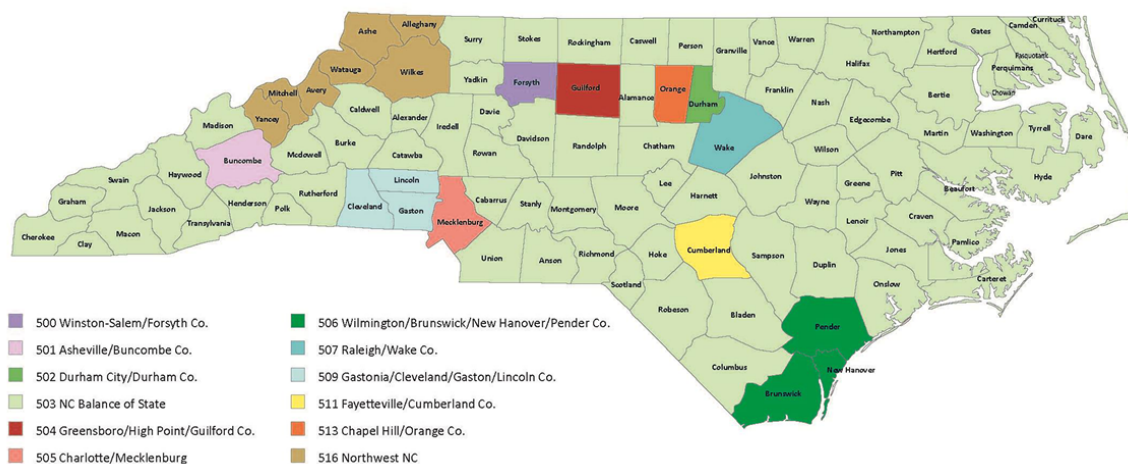 Currituck
Alleghany
Camden
Ashe
Surry
Stokes
Rockingham
Caswell
Person
Granville
Vance
Warren
Northampton
Gates
Pasquotank
Hertford
Perquimans
Halifax
Chowan
Watauga
Wilkes
Yadkin
Forsyth
Guilford
Alamance
Orange
Durham
Franklin
Nash
Bertie
Mitchell
Avery
Yancey
Caldwell
Alexander
Davie
Iredell
Edgecombe
Madison
Burke
Davidson
Randolph
Chatham
Wake
Wilson
Martin
Washington
Tyrrell
Dare
Buncombe
Mcdowell
Catawba
Rowan
Haywood
Swain
Lincoln
Lee
Johnston
Greene
Pitt
Beaufort
Hyde
Graham
Jackson
Henderson
Rutherford
Polk
Cleveland
Gaston
Cabarrus
Stanly
Montgomery
Moore
Harnett
Wayne
Lenoir
Craven
Transylvania
Mecklenburg
Cherokee
Clay
Macon
Union
Anson
Richmond
Hoke
Cumberland
Sampson
Duplin
Jones
Pamlico
Carteret
Scotland
Onslow
Robeson
Bladen
Pender
Columbus
New Hanover
Brunswick
500 Winston-Salem/Forsyth Co.
501 Asheville/Buncombe Co.
502 Durham City/Durham Co.
503 NC Balance of State
504 Greensboro/High Point/Guilford Co.
505 Charlotte/Mecklenburg
506 Wilmington/Brunswick/New Hanover/Pender Co.
507 Raleigh/Wake Co.
509 Gastonia/Cleveland/Gaston/Lincoln Co.
511 Fayetteville/Cumberland Co.
513 Chapel Hill/Orange Co.
516 Northwest NC